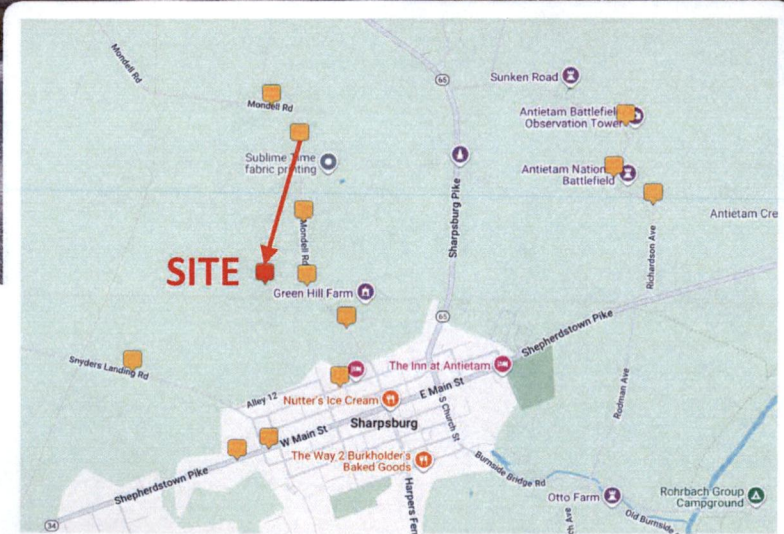 Mondell Rd
65
Sunken Road
Mondell Rd
Antietam Battlefield
Observation Tower
Sublime Time
fabric printing
Antietam National
Battlefield
Sharpsburg Pike
Antietam Cre
Mondell Rd
Richardson Ave
SITE
Green Hill Farm
65
Shepherdstown Pike
Snyders Landing Rd
The Inn at Antietam
Rodman Ave
Alley 12
Nutter's Ice Cream
E Main St
S Church St
Sharpsburg
W Main St
The Way 2 Burkholder's
Baked Goods
Burnside Bridge Rd
Shepherdstown Pike
Harpers Fer
Otto Farm
Rohrbach Group
Campground
34
Old Burnside